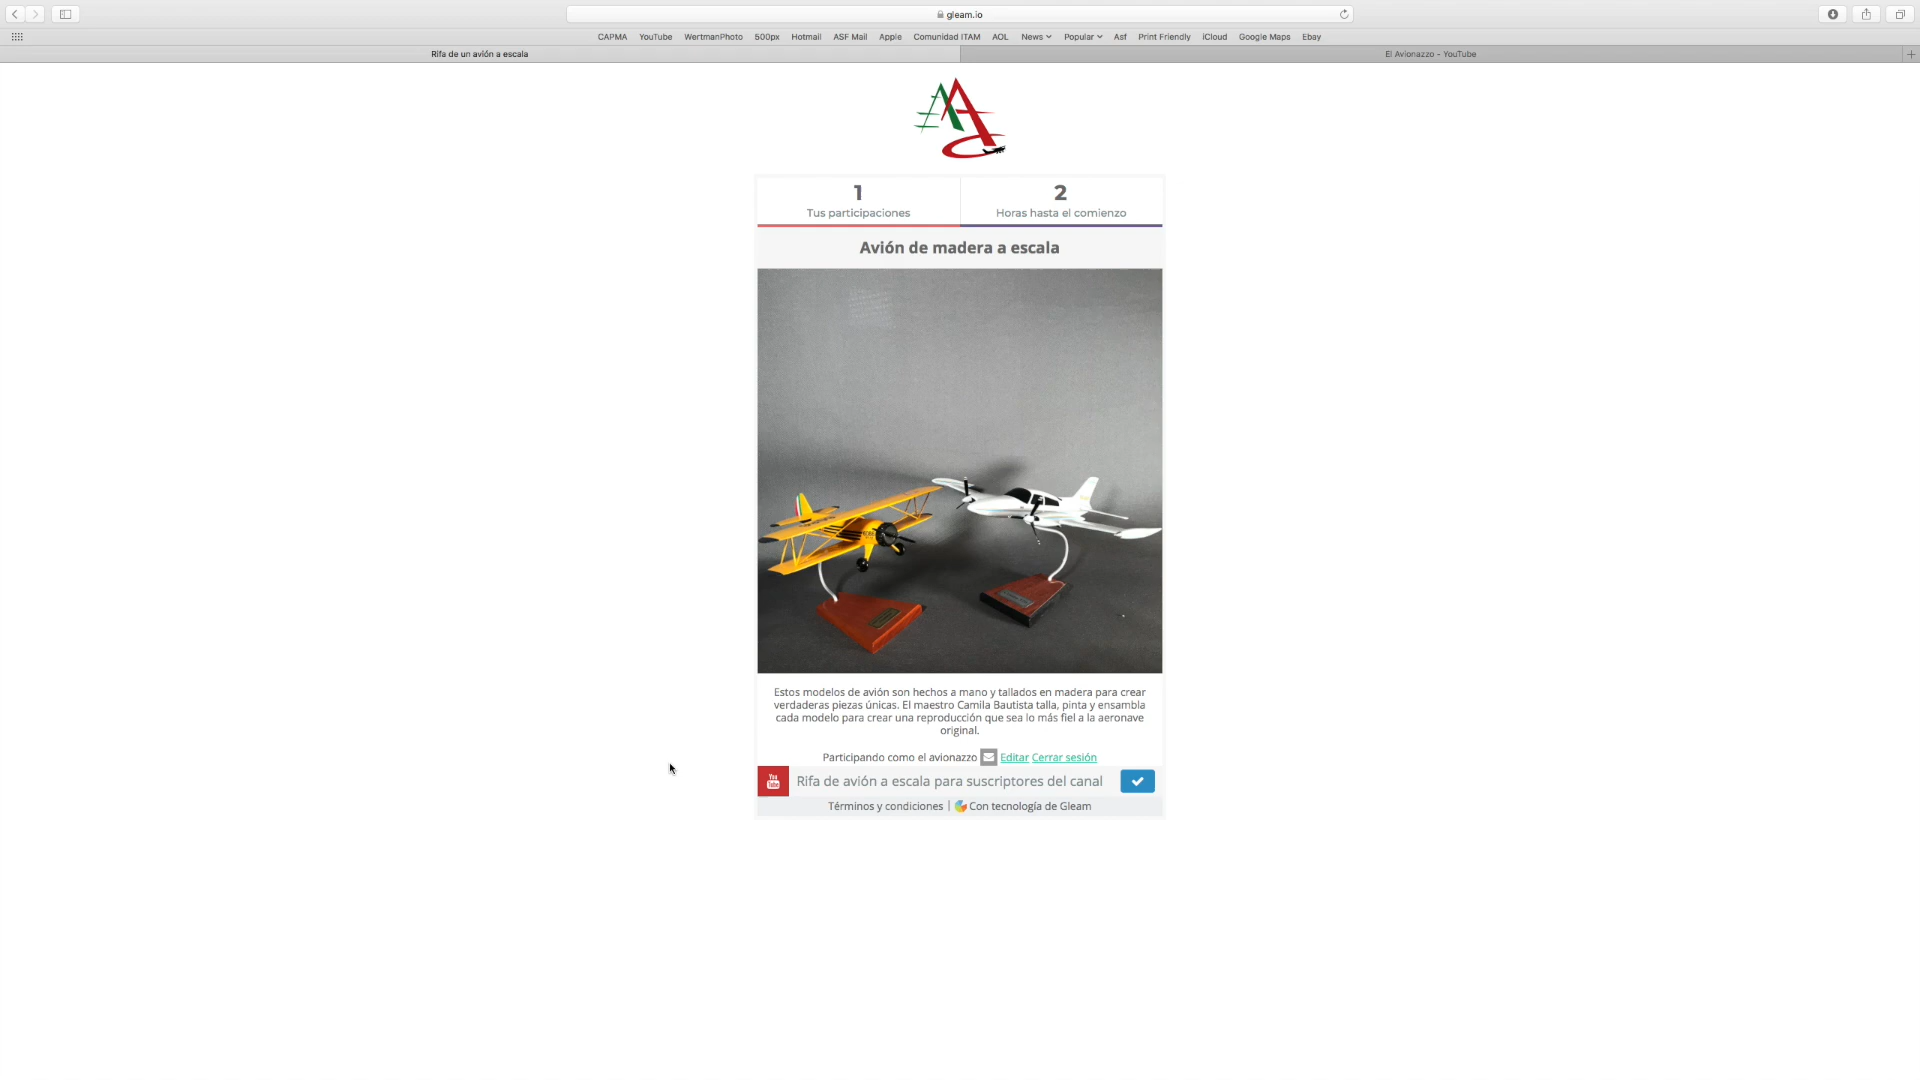 gleam.io
CAPMA YouTube WertmanPhoto 500px Hotmail ASF Mail Apple Comunidad ITAM AOL News Popular Asf Print Friendly iCloud Google Maps Ebay
Rifa de un avión a escala El Avionazzo - YouTube
1 2
Tus participaciones Horas hasta el comienzo
Avión de madera a escala
Estos modelos de avión son hechos a mano y tallados en madera para crear
verdaderas piezas únicas. El maestro Camila Bautista talla, pinta y ensambla
cada modelo para crear una reproducción que sea lo más fiel a la aeronave
original.
Participando como el avionazzo Editar Cerrar sesión
You Tube Rifa de avión a escala para suscriptores del canal
Términos y condiciones | Con tecnología de Gleam